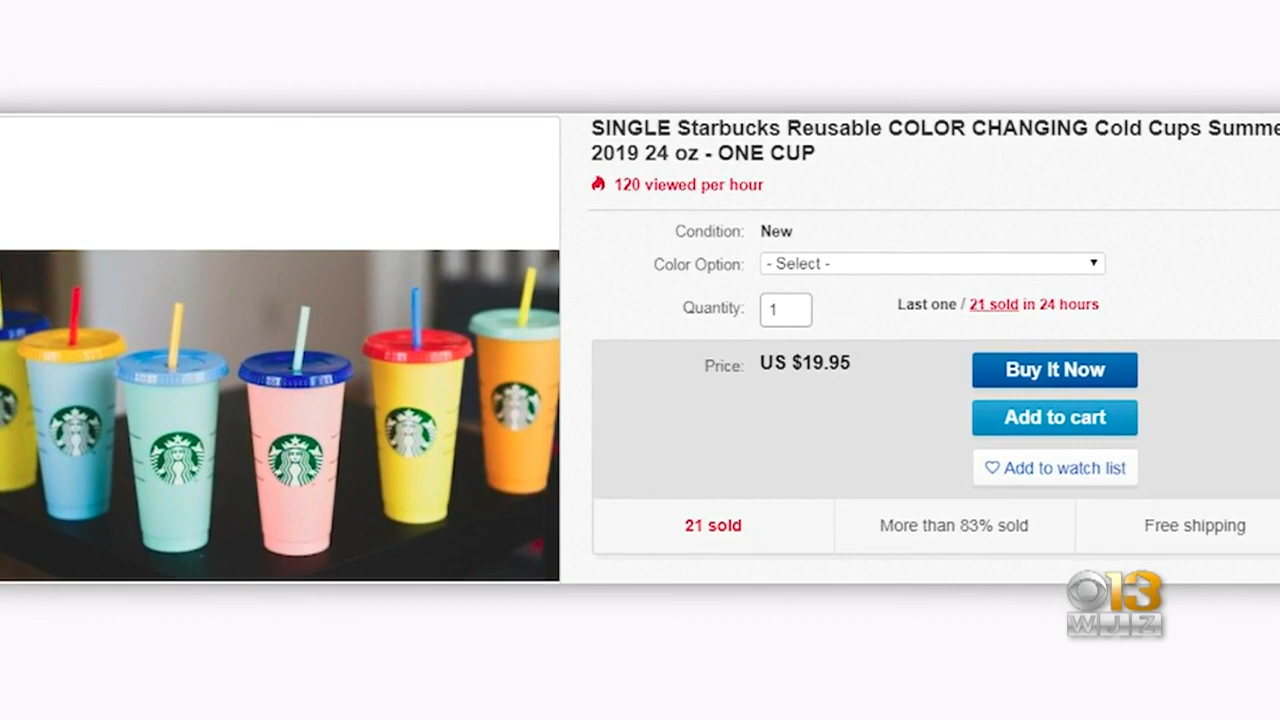 SINGLE Starbucks Reusable COLOR CHANGING Cold Cups Summe
2019 24 oz - ONE CUP
120 viewed per hour
Condition: New
Color Option: - Select -
Quantity: 1 Last one / 21 sold in 24 hours
Price: US $19.95 Buy It Now
Add to cart
Add to watch list
21 sold More than 83% sold Free shipping
13
WJZ